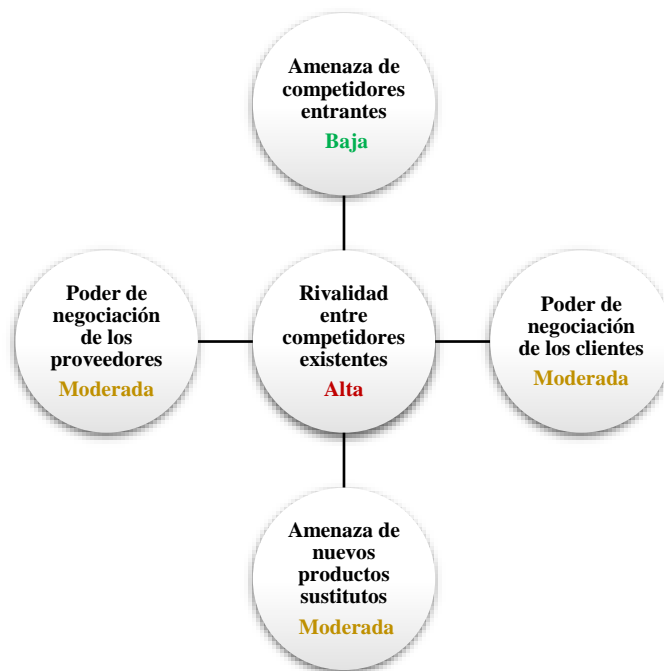 Amenaza de
competidores
entrantes
Baja
Poder de
negociación
de los
proveedores
Moderada
Rivalidad
entre
competidores
existentes
Alta
Poder de
negociación
de los clientes
Moderada
Amenaza de
nuevos
productos
sustitutos
Moderada